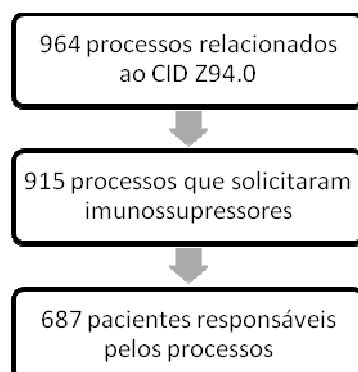 964 processos relacionados
ao CID Z94.0
915 processos que solicitaram
imunossupressores
687 pacientes responsáveis
pelos processos